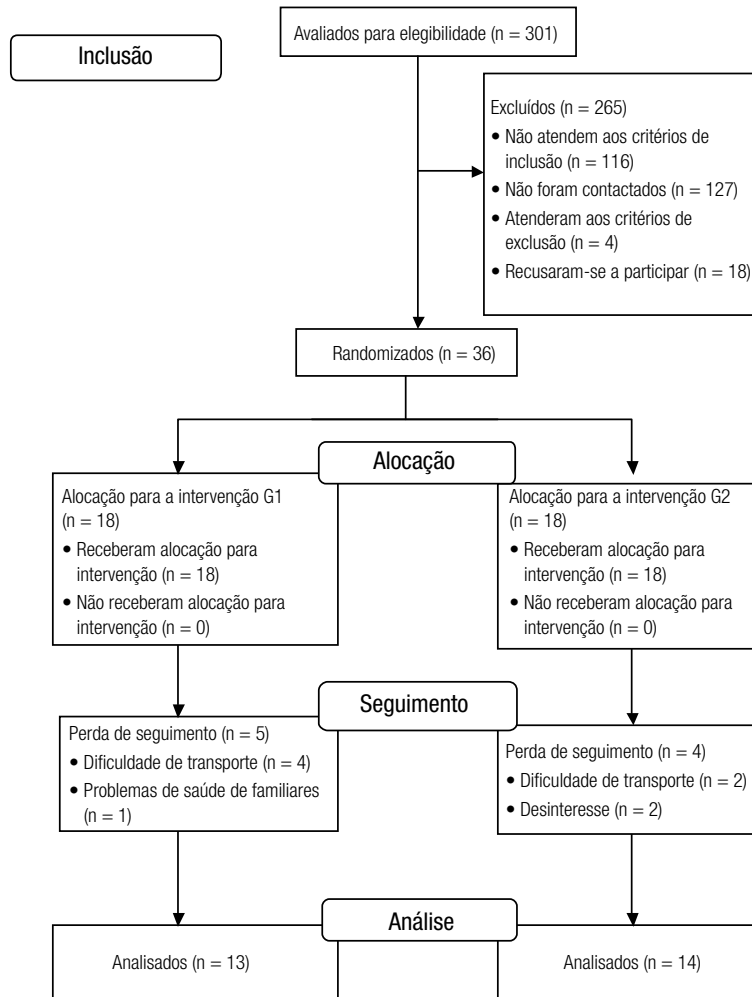 Avaliados para elegibilidade (n = 301)
Inclusão
Excluídos (n = 265)
• Não atendem aos critérios de
inclusão (n = 116)
• Não foram contactados (n = 127)
• Atenderam aos critérios de
exclusão (n = 4)
• Recusaram-se a participar (n = 18)
Randomizados (n = 36)
Alocação
Alocação para a intervenção G1
(n = 18)
• Receberam alocação para
intervenção (n = 18)
• Não receberam alocação para
intervenção (n = 0)
Alocação para a intervenção G2
(n = 18)
• Receberam alocação para
intervenção (n = 18)
• Não receberam alocação para
intervenção (n = 0)
Seguimento
Perda de seguimento (n = 5)
• Dificuldade de transporte (n = 4)
• Problemas de saúde de familiares
(n = 1)
Perda de seguimento (n = 4)
• Dificuldade de transporte (n = 2)
• Desinteresse (n = 2)
Análise
Analisados (n = 13)
Analisados (n = 14)